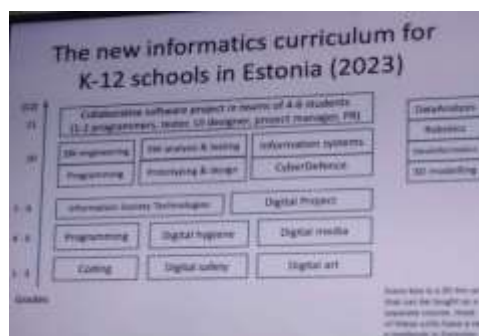 The new informatics curriculum for
K-12 schools in Estonia (2023)
Collaborative software project in teams of 4-6 students
(1-2 programmers, tester, UI designer, project manager, PR)
SW engineering
SW analysis & testing
Information systems
Programming
Prototyping & design
CyberDefence
Information Society Technologies
Digital Project
Programming
Digital hygiene
Digital media
Coding
Digital safety
Digital art
Grades
DataAnalysis
Robotics
3D modelling